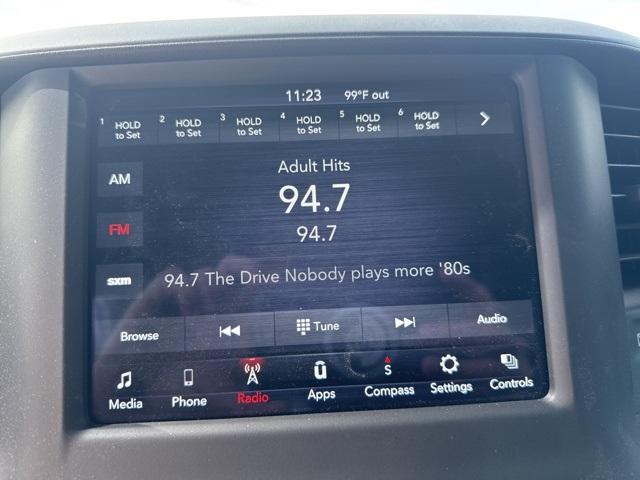 11:23 99°F out
1 HOLD to Set 2 HOLD to Set 3 HOLD to Set 4 HOLD to Set 5 HOLD to Set 6 HOLD to Set
Adult Hits
AM
94.7
FM
94.7
sxm
94.7 The Drive Nobody plays more '80s
Browse Tune Audio
S
Media Phone Radio Apps Compass Settings Controls